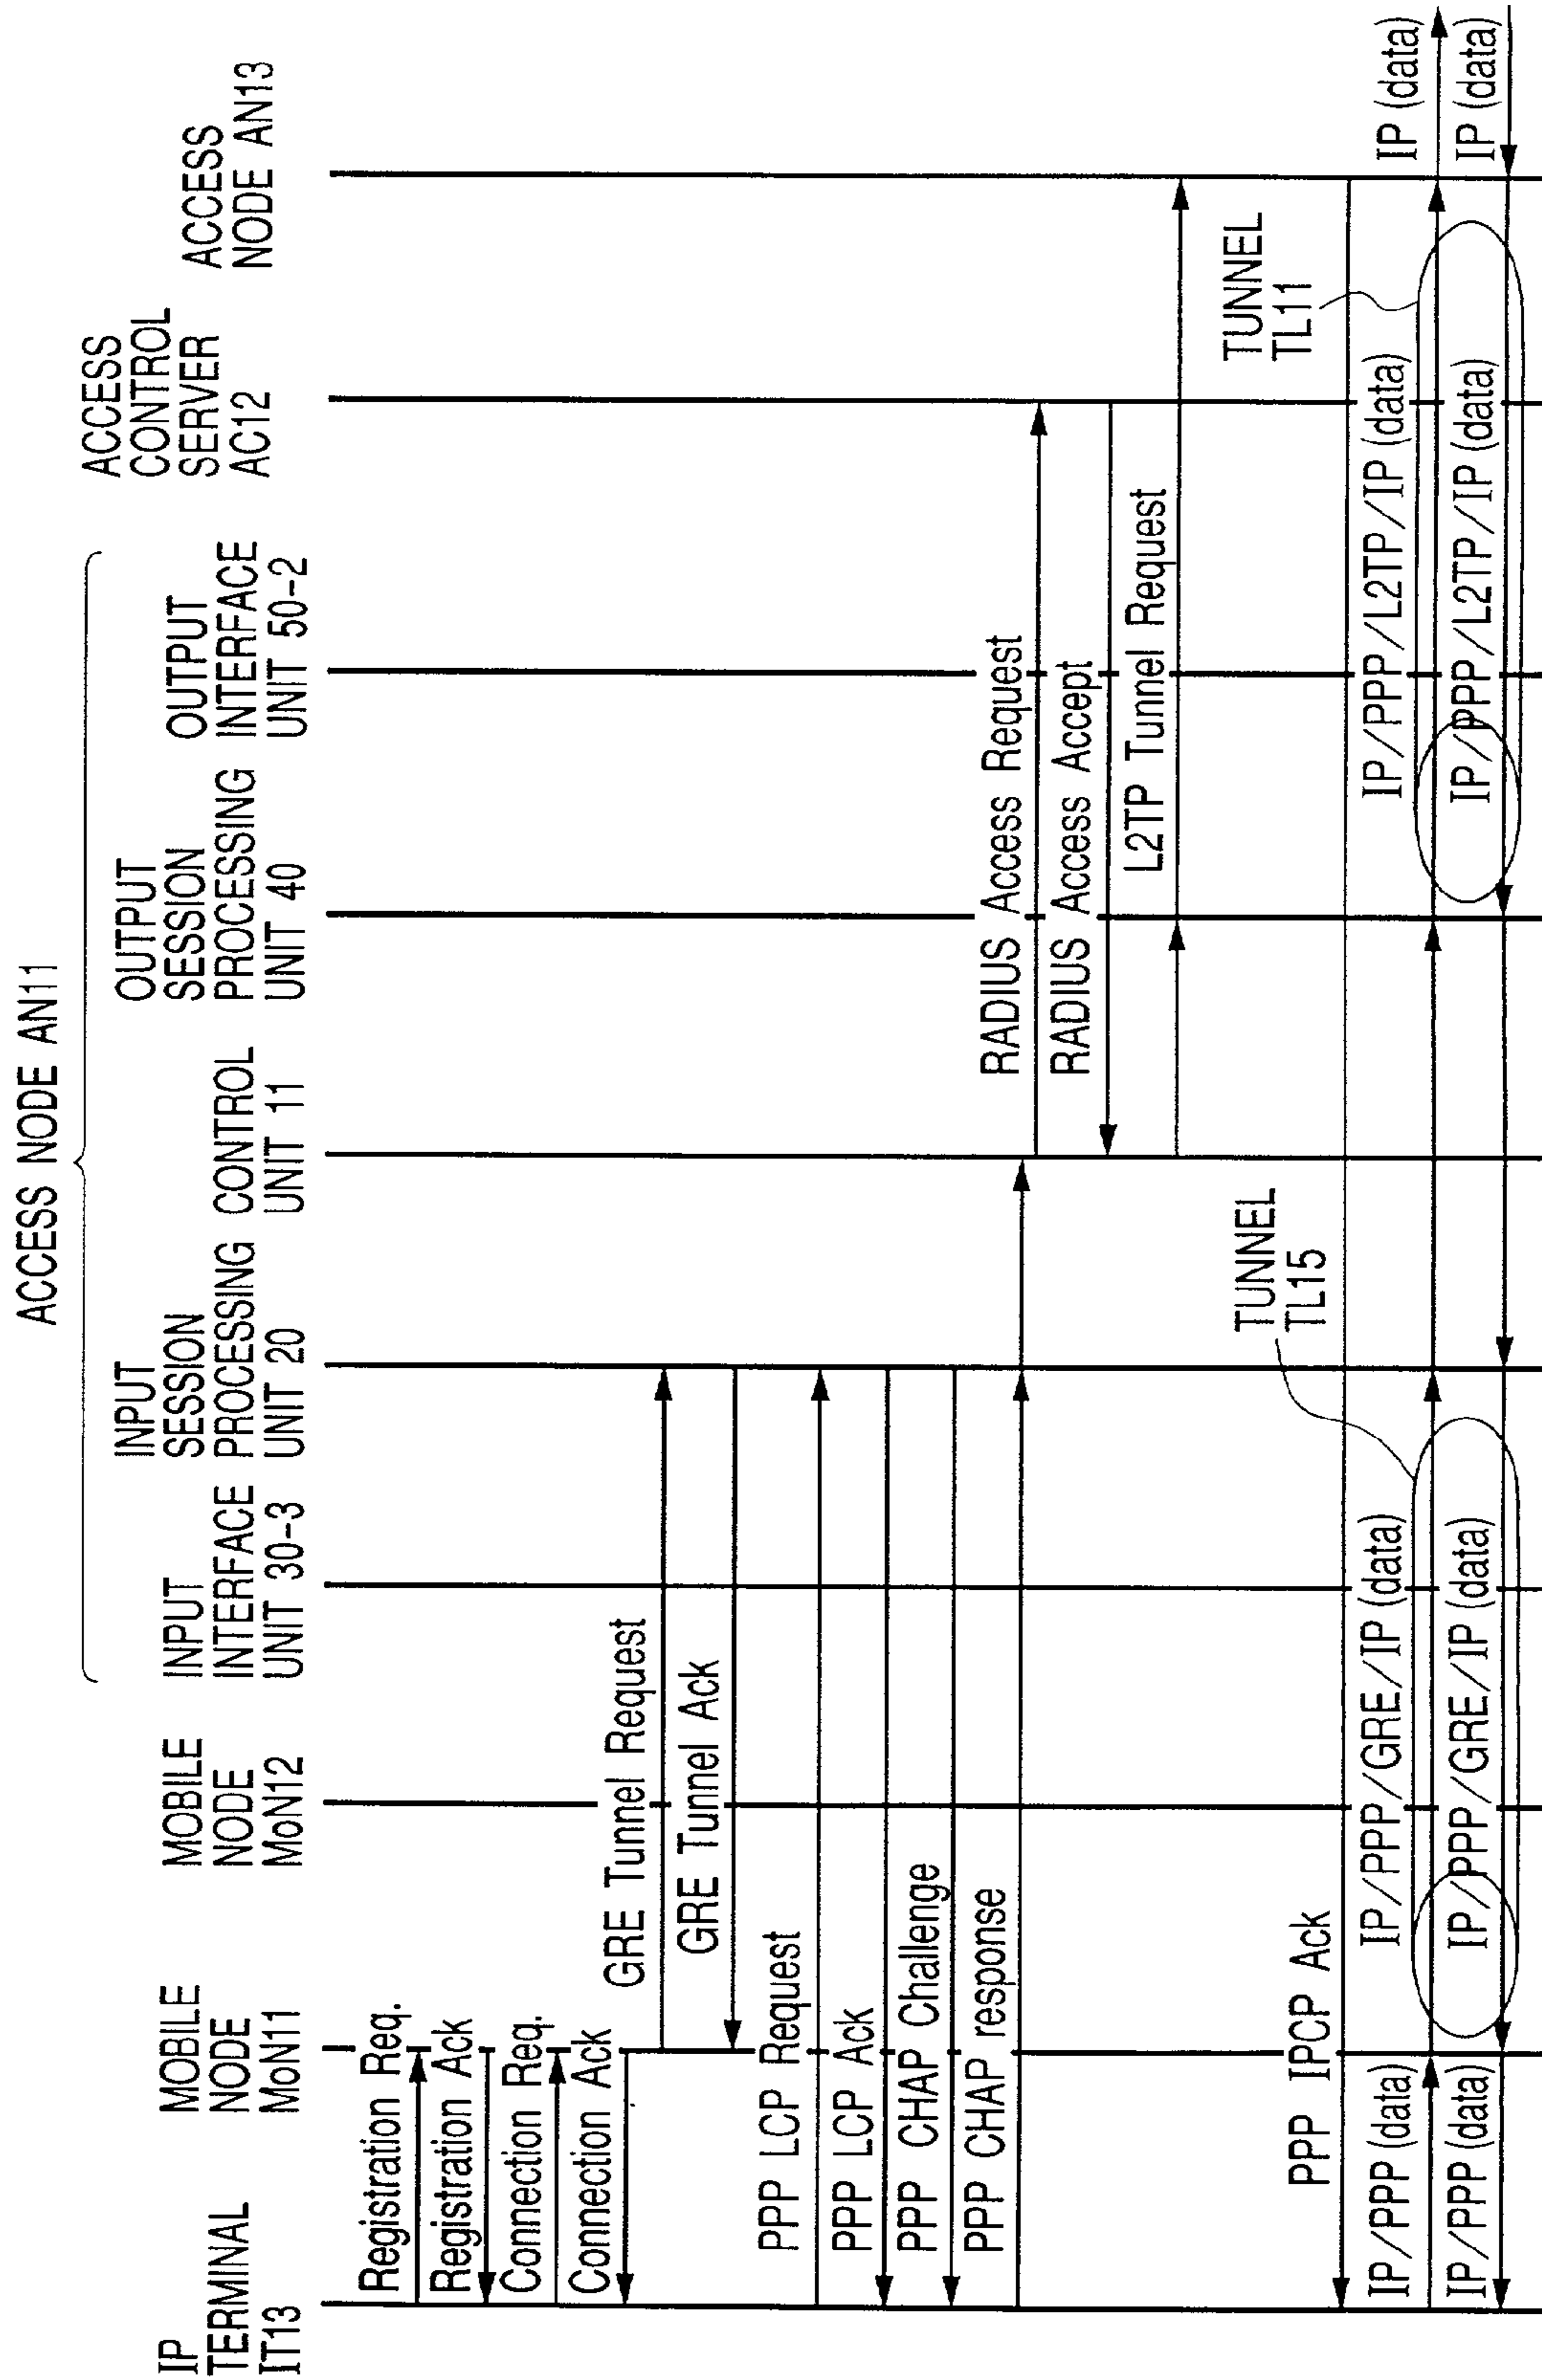 ACCESS NODE AN11
IP
TERMINAL
IT13
MOBILE
NODE
MoN11
MOBILE
NODE
MoN12
INPUT
INTERFACE
UNIT 30-3
INPUT
SESSION
PROCESSING
UNIT 20
CONTROL
UNIT 11
OUTPUT
SESSION
PROCESSING
UNIT 40
OUTPUT
INTERFACE
UNIT 50-2
ACCESS
CONTROL
SERVER
AC12
ACCESS
NODE AN13
Registration Req.
Registration Ack
Connection Req.
Connection Ack
GRE Tunnel Request
GRE Tunnel Ack
PPP LCP Request
PPP LCP Ack
PPP CHAP Challenge
PPP CHAP response
RADIUS Access Request
RADIUS Access Accept
L2TP Tunnel Request
PPP IPCP Ack
TUNNEL
TL15
TUNNEL
TL11
IP/PPP (data)
IP/PPP/GRE/IP (data)
IP/PPP/L2TP/IP (data)
IP (data)
IP/PPP (data)
IP/PPP/GRE/IP (data)
IP/PPP/L2TP/IP (data)
IP (data)